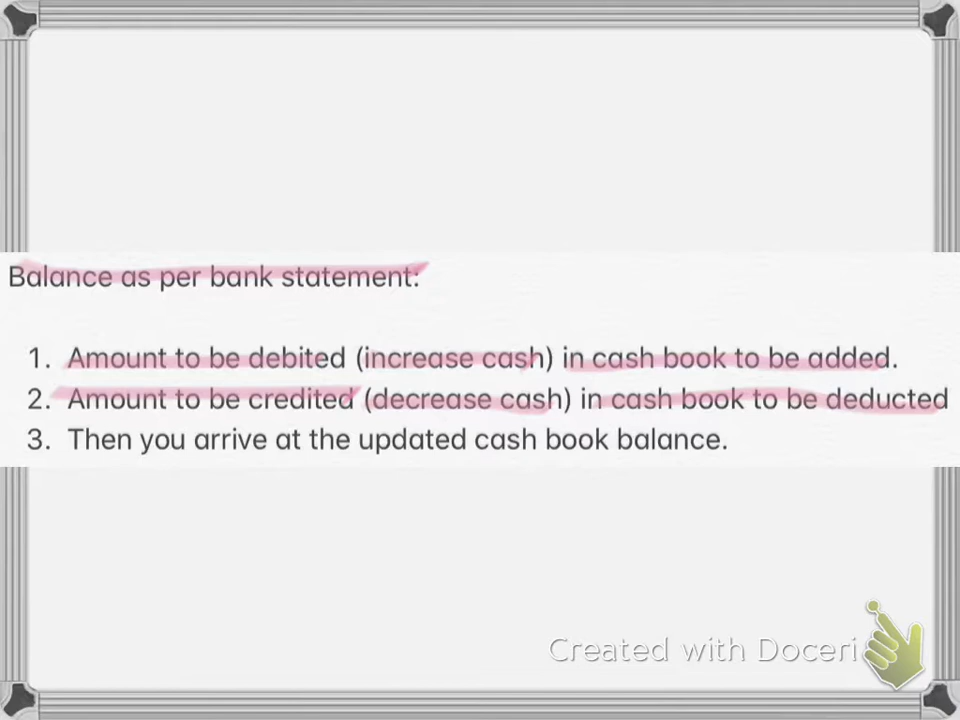 Balance as per bank statement:
1. Amount to be debited (increase cash) in cash book to be added.
2. Amount to be credited (decrease cash) in cash book to be deducted
3. Then you arrive at the updated cash book balance.
Created with Doceri